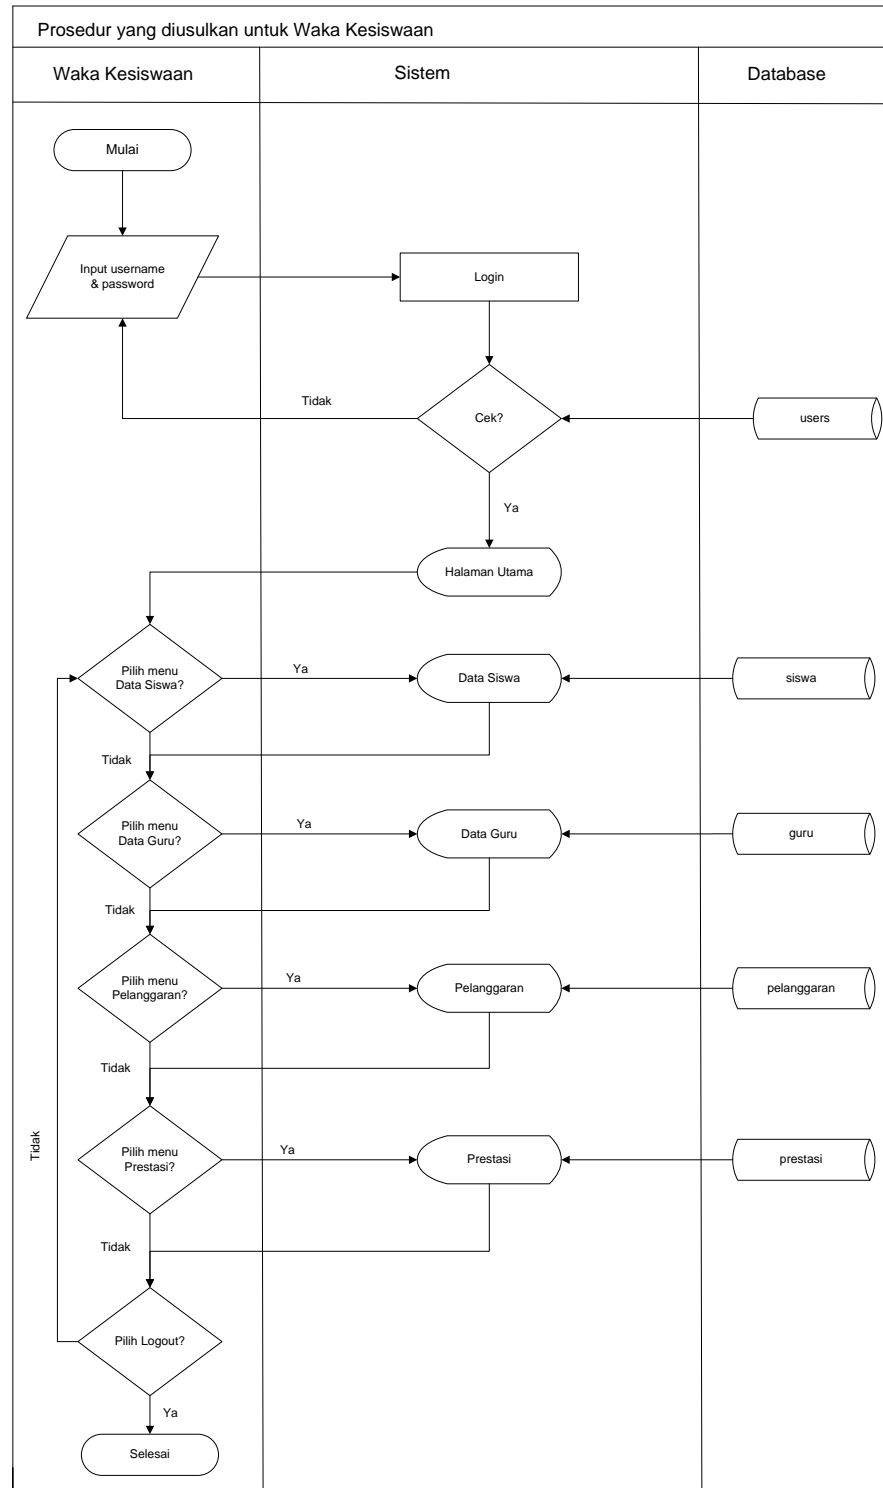 Prosedur yang diusulkan untuk Waka Kesiswaan
Waka Kesiswaan
Sistem
Database
Mulai
Input username
& password
Login
Tidak
Cek?
users
Ya
Halaman Utama
Pilih menu
Data Siswa?
Ya
Data Siswa
siswa
Tidak
Pilih menu
Data Guru?
Ya
Data Guru
guru
Tidak
Pilih menu
Pelanggaran?
Ya
Pelanggaran
pelanggaran
Tidak
Tidak
Pilih menu
Prestasi?
Ya
Prestasi
prestasi
Tidak
Pilih Logout?
Ya
Selesai